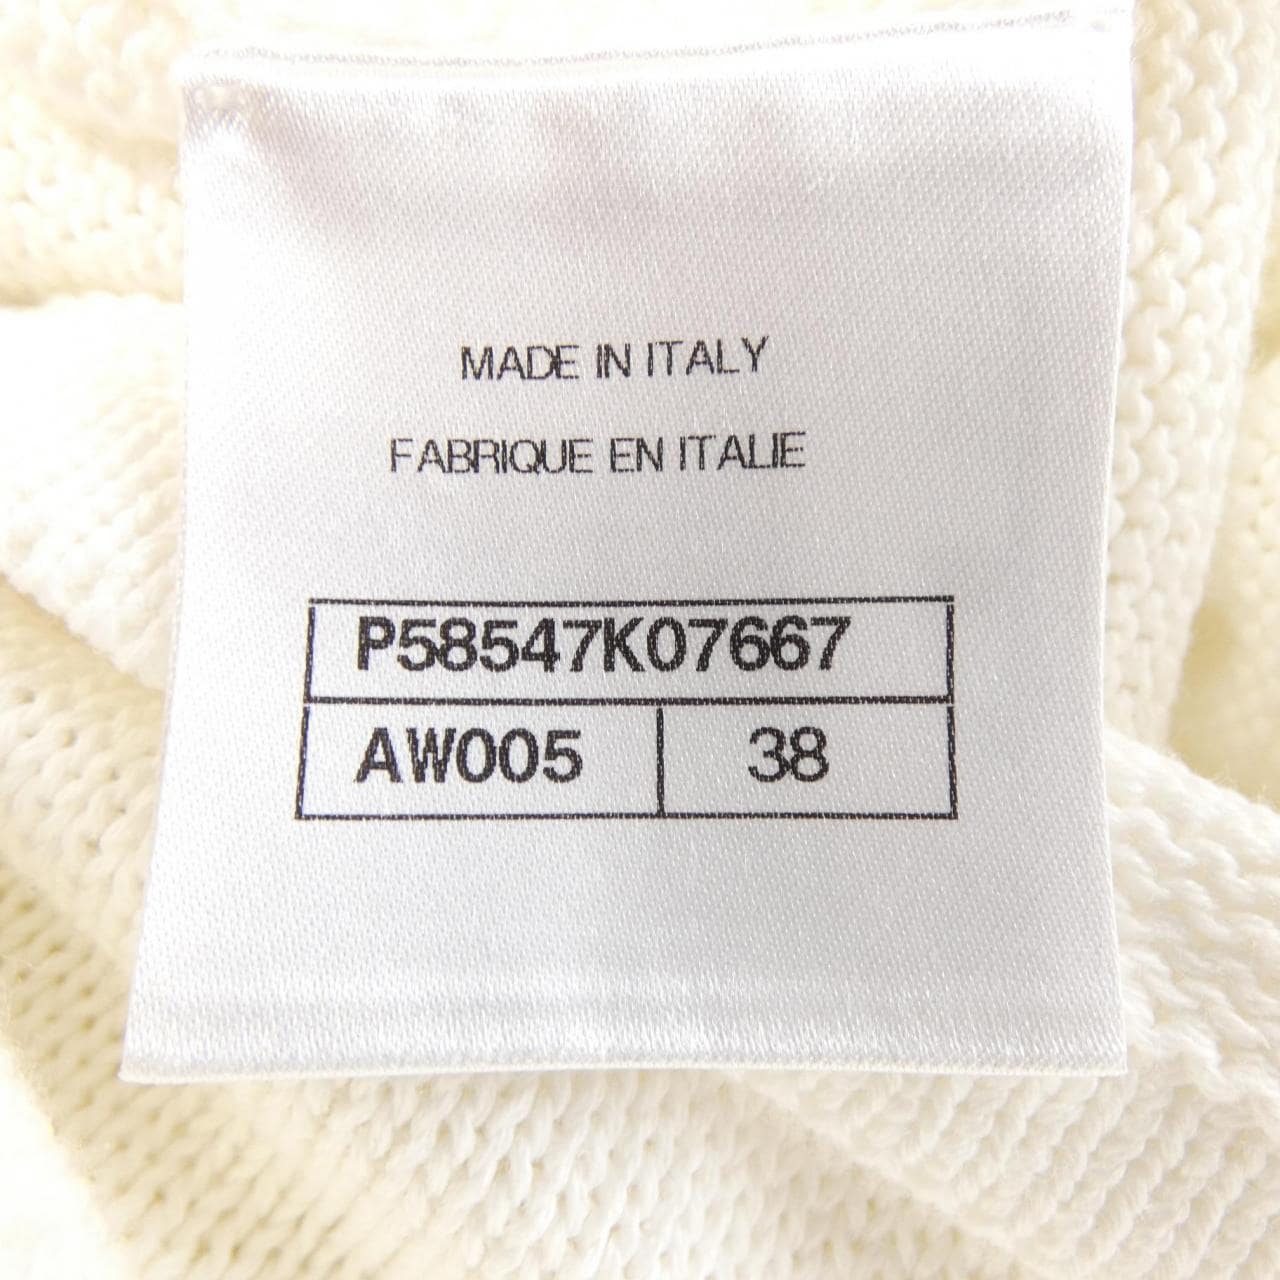 MADE IN ITALY
FABRIQUE EN ITALIE
P58547K07667
AW005 38